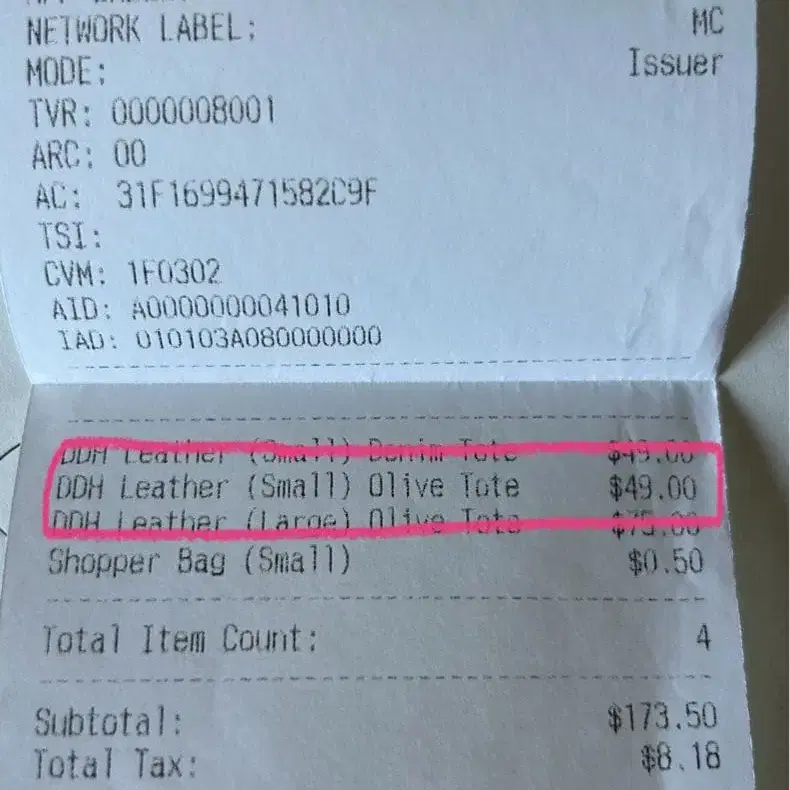 NETWORK LABEL: MC
MODE: Issuer
TVR: 0000008001
ARC: 00
AC: 31F1699471582C9F
TSI:
CVM: 1F0302
AID: A0000000041010
IAD: 010103A080000000
DDH Leather (Small) Denim Tote $49.00
DDH Leather (Small) Olive Tote $49.00
DDH Leather (Large) Olive Tote $75.00
Shopper Bag (Small) $0.50
Total Item Count: 4
Subtotal: $173.50
Total Tax: $8.18